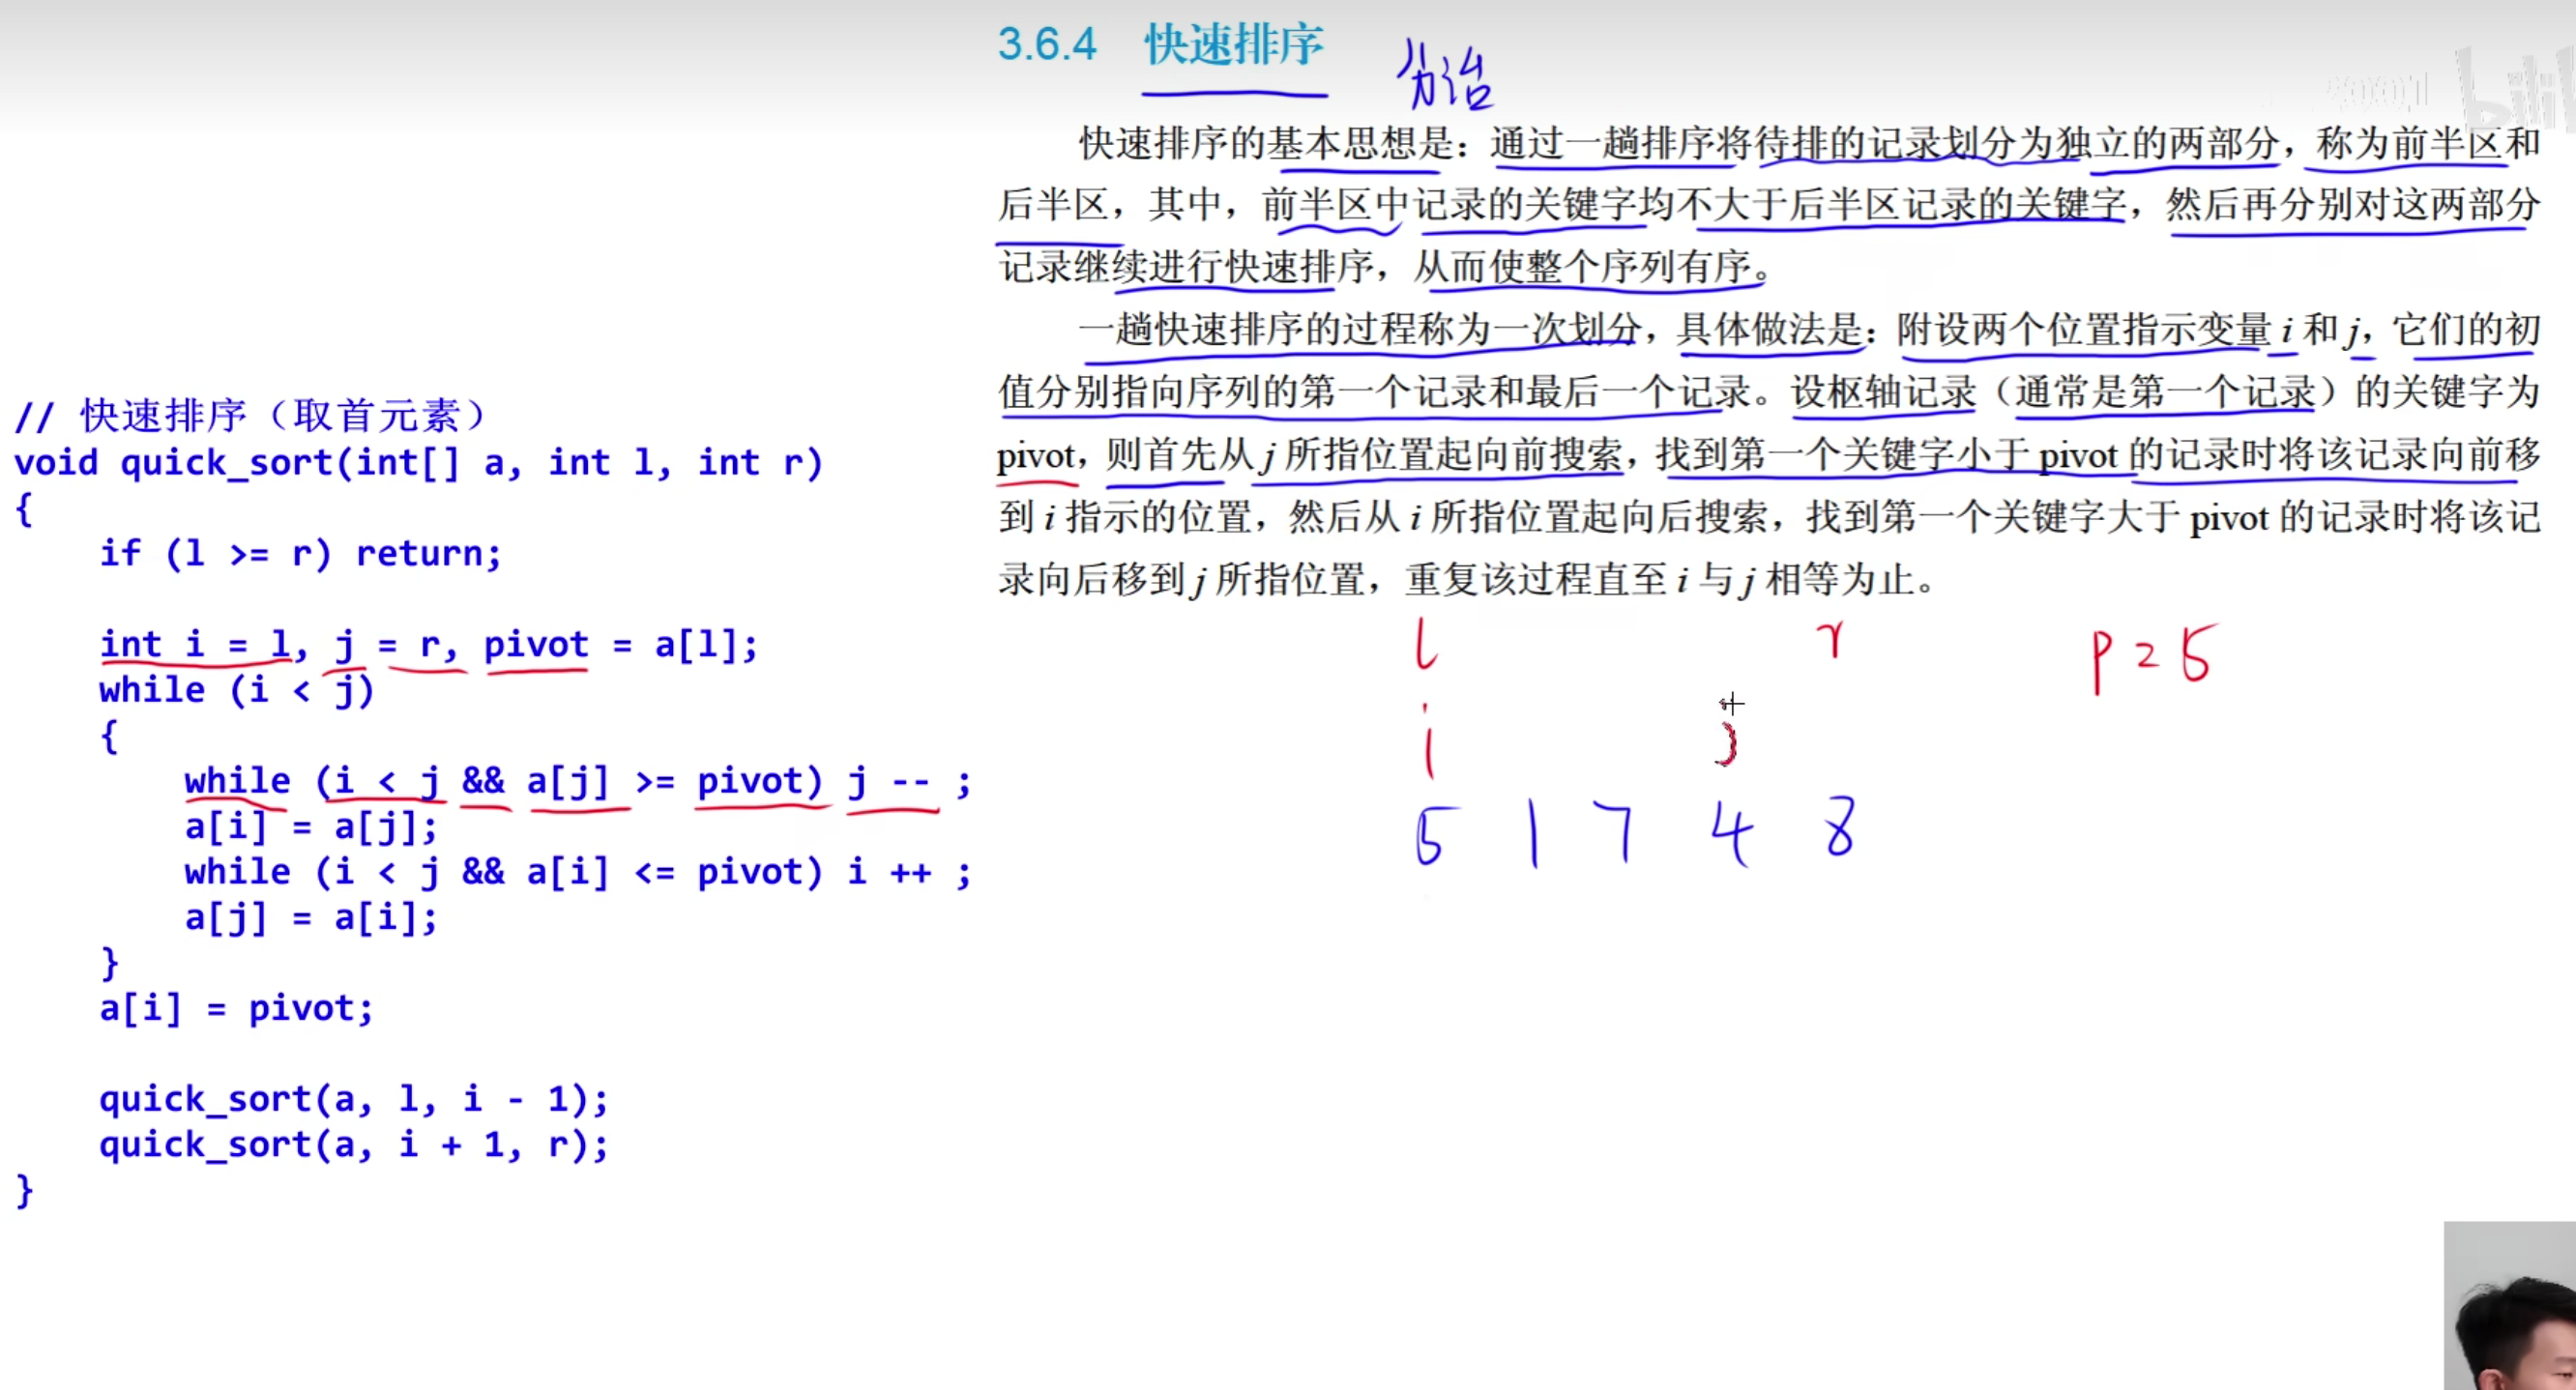 3.6.4 快速排序 分治
快速排序的基本思想是：通过一趟排序将待排的记录划分为独立的两部分，称为前半区和
后半区，其中，前半区中记录的关键字均不大于后半区记录的关键字，然后再分别对这两部分
记录继续进行快速排序，从而使整个序列有序。
一趟快速排序的过程称为一次划分，具体做法是：附设两个位置指示变量 i 和 j，它们的初
值分别指向序列的第一个记录和最后一个记录。设枢轴记录（通常是第一个记录）的关键字为
pivot，则首先从 j 所指位置起向前搜索，找到第一个关键字小于 pivot 的记录时将该记录向前移
到 i 指示的位置，然后从 i 所指位置起向后搜索，找到第一个关键字大于 pivot 的记录时将该记
录向后移到 j 所指位置，重复该过程直至 i 与 j 相等为止。
// 快速排序（取首元素）
void quick_sort(int[] a, int l, int r)
{
if (l >= r) return;
int i = l, j = r, pivot = a[l];
while (i < j)
{
while (i < j && a[j] >= pivot) j -- ;
a[i] = a[j];
while (i < j && a[i] <= pivot) i ++ ;
a[j] = a[i];
}
a[i] = pivot;
quick_sort(a, l, i - 1);
quick_sort(a, i + 1, r);
}
l r p = 5
i j
5 1 7 4 8